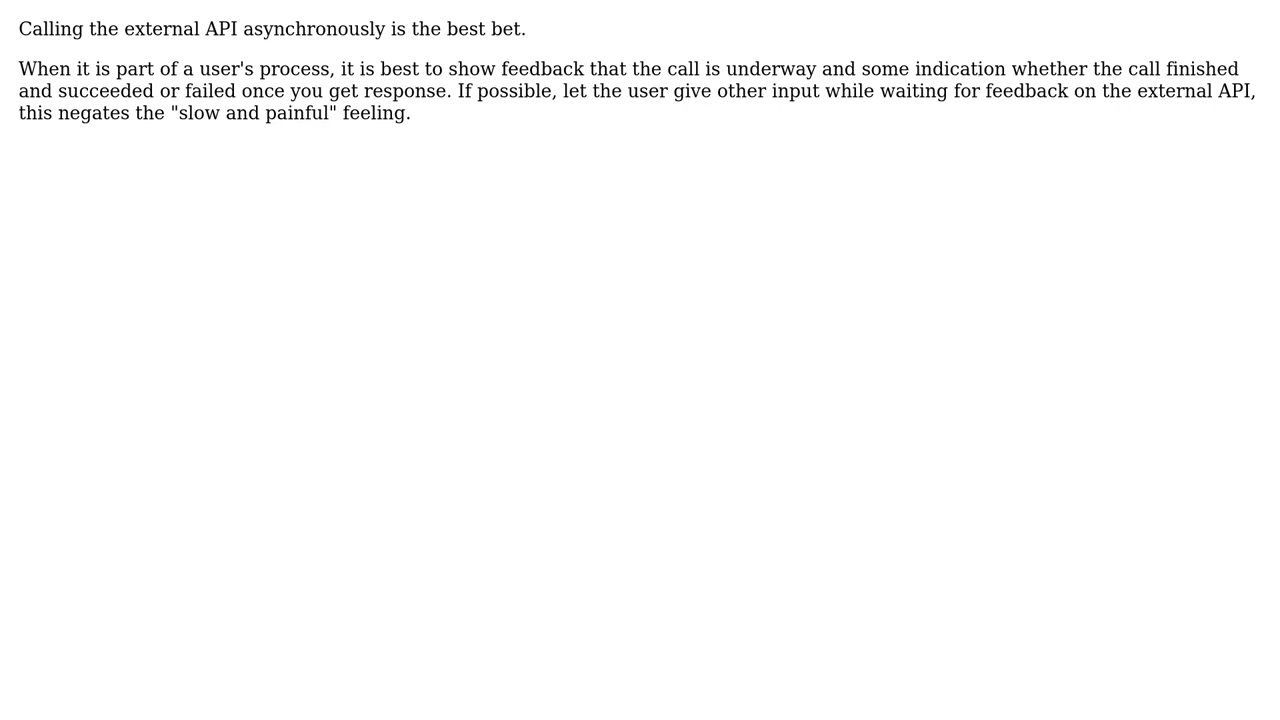 Calling the external API asynchronously is the best bet.
When it is part of a user's process, it is best to show feedback that the call is underway and some indication whether the call finished
and succeeded or failed once you get response. If possible, let the user give other input while waiting for feedback on the external API,
this negates the "slow and painful" feeling.